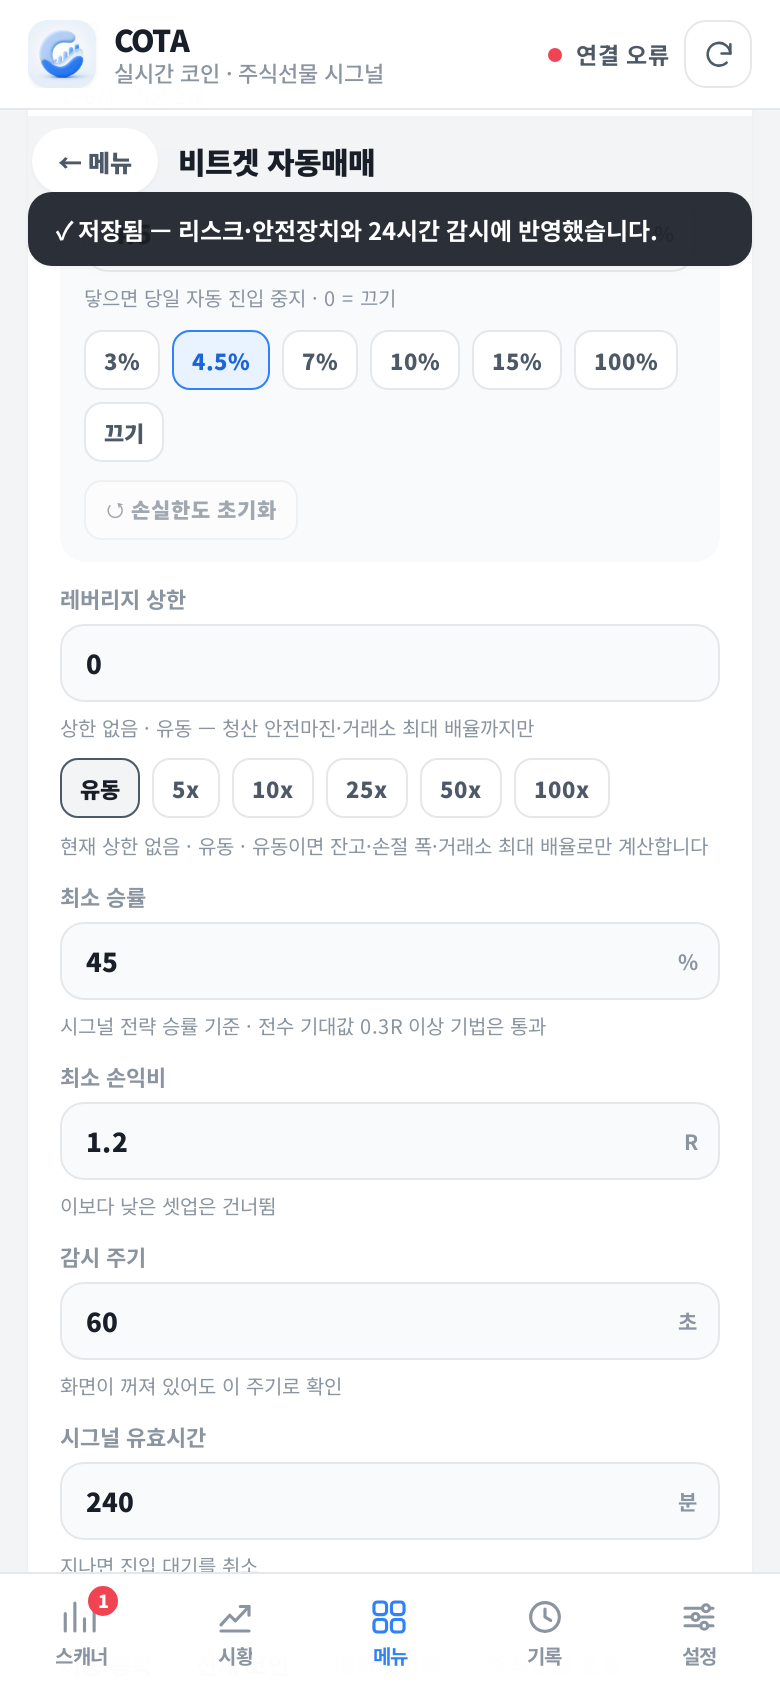 COTA
실시간 코인 · 주식선물 시그널
연결 오류
← 메뉴
비트겟 자동매매
✓ 저장됨 — 리스크·안전장치와 24시간 감시에 반영했습니다.
%
닿으면 당일 자동 진입 중지 · 0 = 끄기
3% 4.5% 7% 10% 15% 100%
끄기
손실한도 초기화
레버리지 상한
0
상한 없음 · 유동 — 청산 안전마진·거래소 최대 배율까지만
유동 5x 10x 25x 50x 100x
현재 상한 없음 · 유동 · 유동이면 잔고·손절 폭·거래소 최대 배율로만 계산합니다
최소 승률
45 %
시그널 전략 승률 기준 · 전수 기대값 0.3R 이상 기법은 통과
최소 손익비
1.2 R
이보다 낮은 셋업은 건너뜀
감시 주기
60 초
화면이 꺼져 있어도 이 주기로 확인
시그널 유효시간
240 분
지나면 진입 대기를 취소
1
스캐너 시황 메뉴 기록 설정